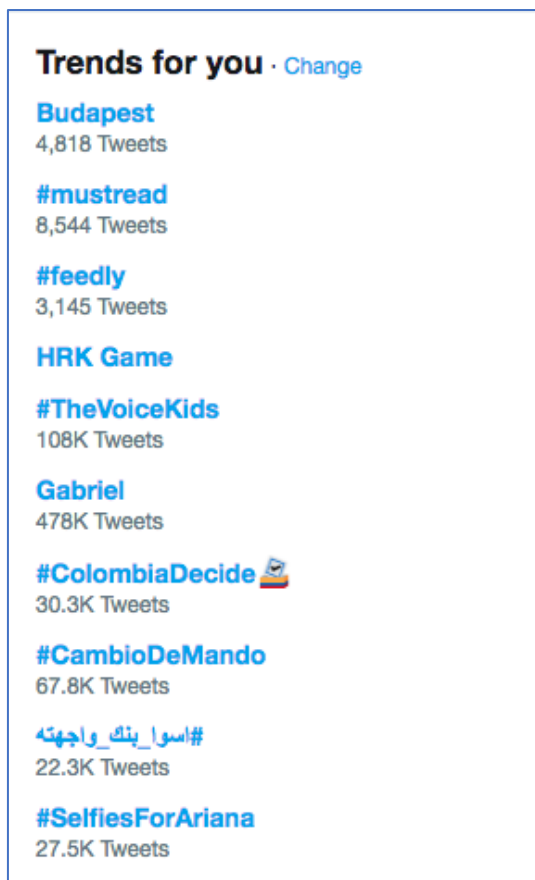 Trends for you · Change
Budapest
4,818 Tweets
#mustread
8,544 Tweets
#feedly
3,145 Tweets
HRK Game
#TheVoiceKids
108K Tweets
Gabriel
478K Tweets
#ColombiaDecide
30.3K Tweets
#CambioDeMando
67.8K Tweets
#اسوا_بنك_واجهته
22.3K Tweets
#SelfiesForAriana
27.5K Tweets